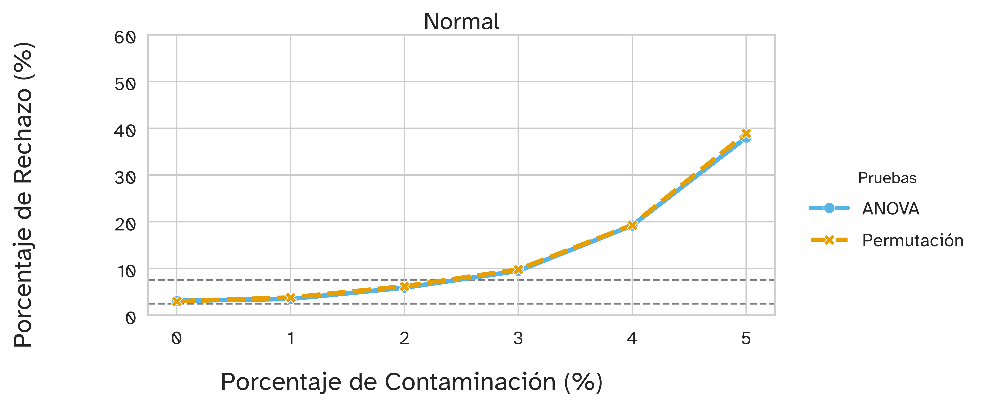 Normal
Porcentaje de Rechazo (%)
60
50
40
30
20
10
0
0 1 2 3 4 5
Porcentaje de Contaminación (%)
Pruebas
ANOVA
Permutación